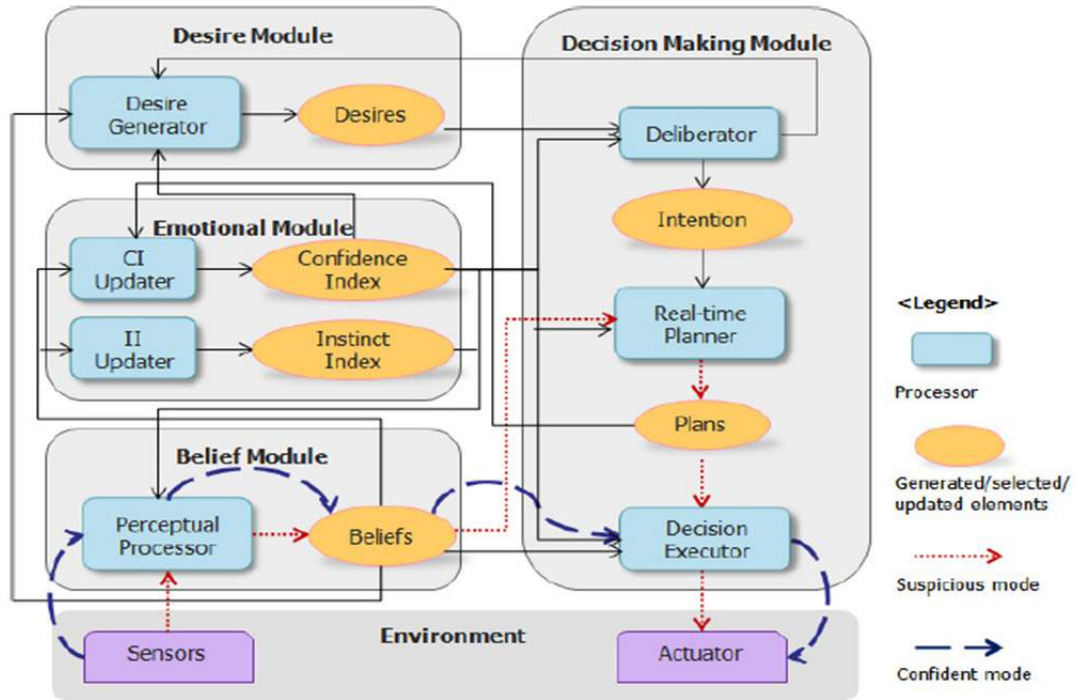 Desire Module
Desire
Generator
Desires
Emotional Module
CI
Updater
Confidence
Index
II
Updater
Instinct
Index
Belief Module
Perceptual
Processor
Beliefs
Decision Making Module
Deliberator
Intention
Real-time
Planner
Plans
Decision
Executor
Environment
Sensors
Actuator
<Legend>
Processor
Generated/selected/
updated elements
Suspicious mode
Confident mode